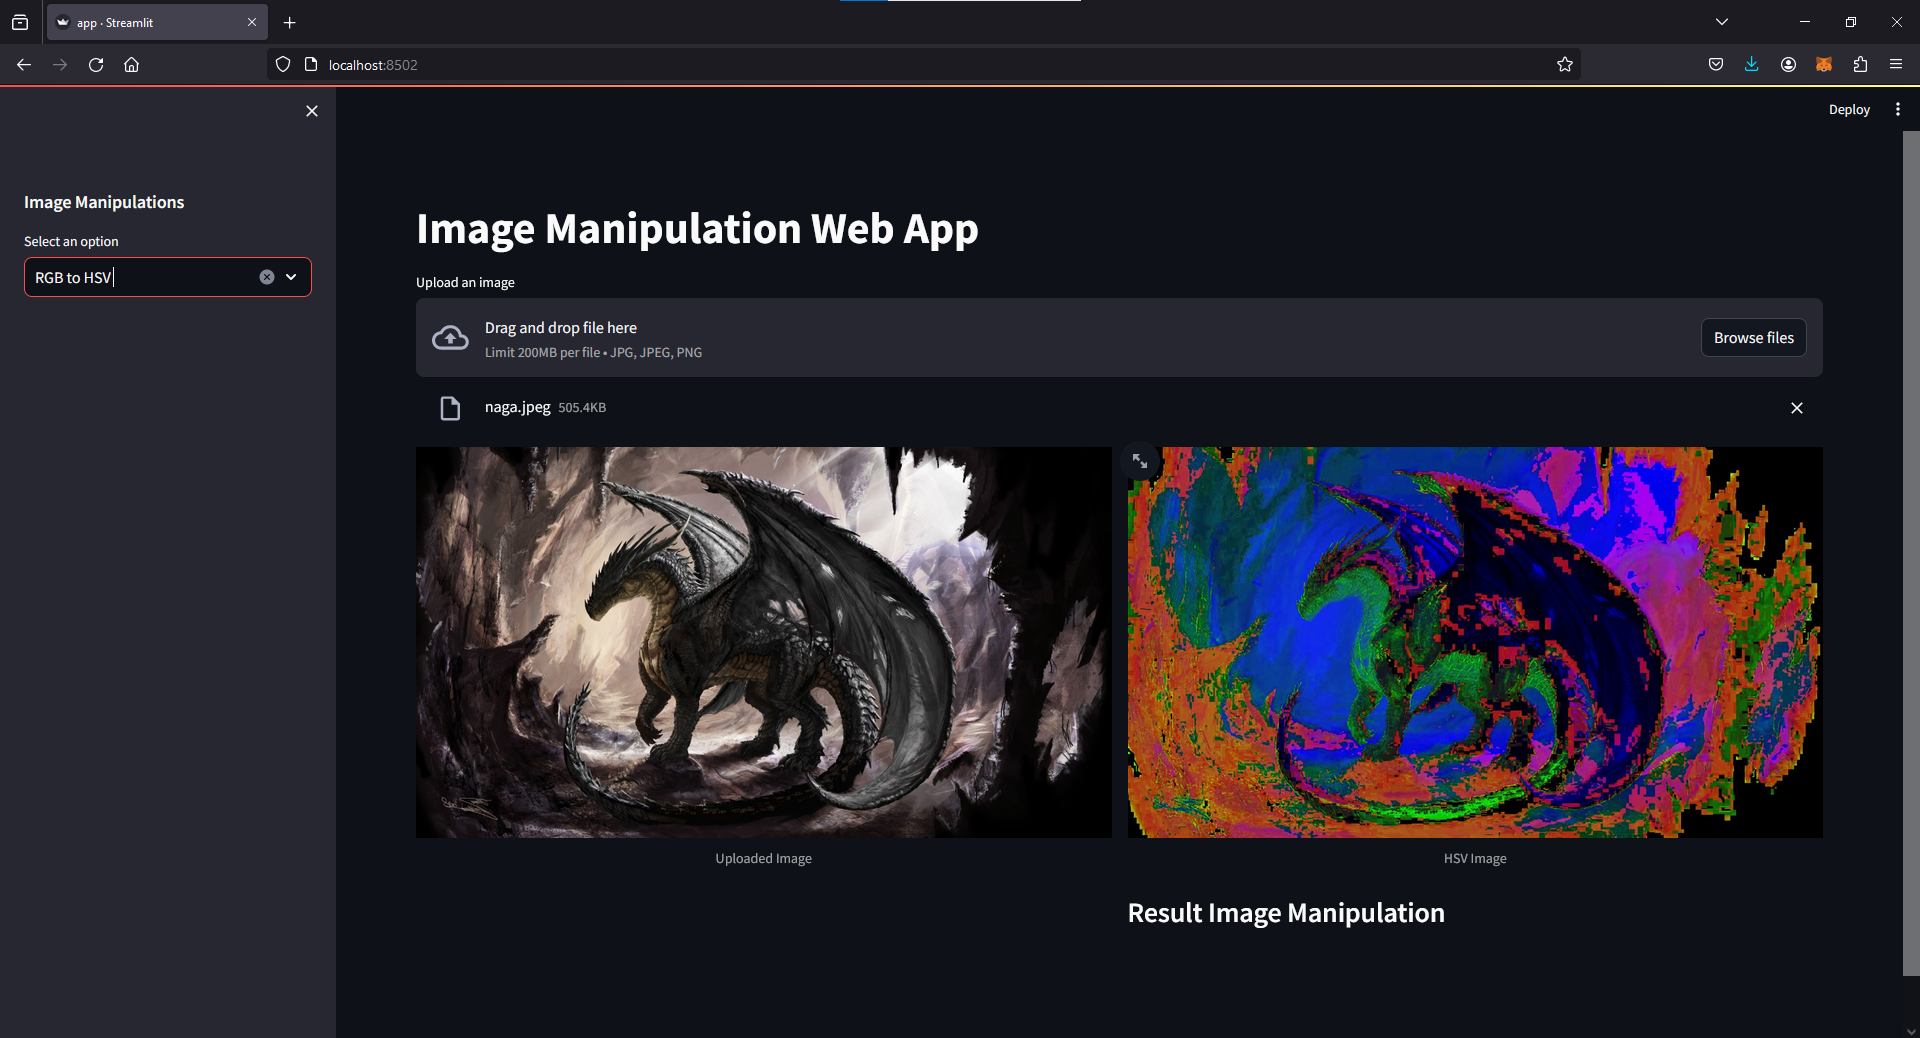 app · Streamlit
localhost:8502
Deploy
Image Manipulations
Select an option
RGB to HSV
Image Manipulation Web App
Upload an image
Drag and drop file here
Limit 200MB per file • JPG, JPEG, PNG
Browse files
naga.jpeg 505.4KB
Uploaded Image
HSV Image
Result Image Manipulation